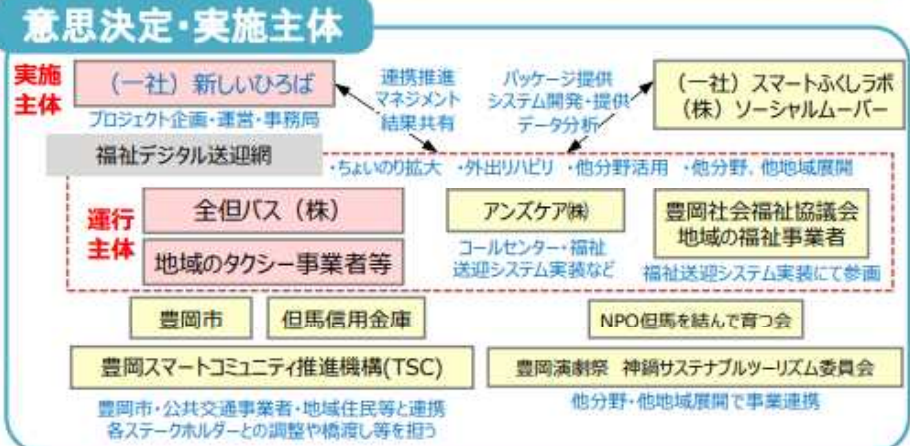 意思決定・実施主体
実施
主体
（一社）新しいひろば
プロジェクト企画・運営・事務局
連携推進
マネジメント
結果共有
パッケージ提供
システム開発・提供
データ分析
（一社）スマートふくしラボ
（株）ソーシャルムーバー
福祉デジタル送迎網
・ちょいのり拡大 ・外出リハビリ ・他分野活用 ・他分野、他地域展開
運行
主体
全但バス（株）
地域のタクシー事業者等
アンズケア㈱
コールセンター・福祉
送迎システム実装など
豊岡社会福祉協議会
地域の福祉事業者
福祉送迎システム実装にて参画
豊岡市
但馬信用金庫
NPO但馬を結んで育つ会
豊岡スマートコミュニティ推進機構(TSC)
豊岡演劇祭 神鍋サステナブルツーリズム委員会
豊岡市・公共交通事業者・地域住民等と連携
各ステークホルダーとの調整や橋渡し等を担う
他分野・他地域展開で事業連携